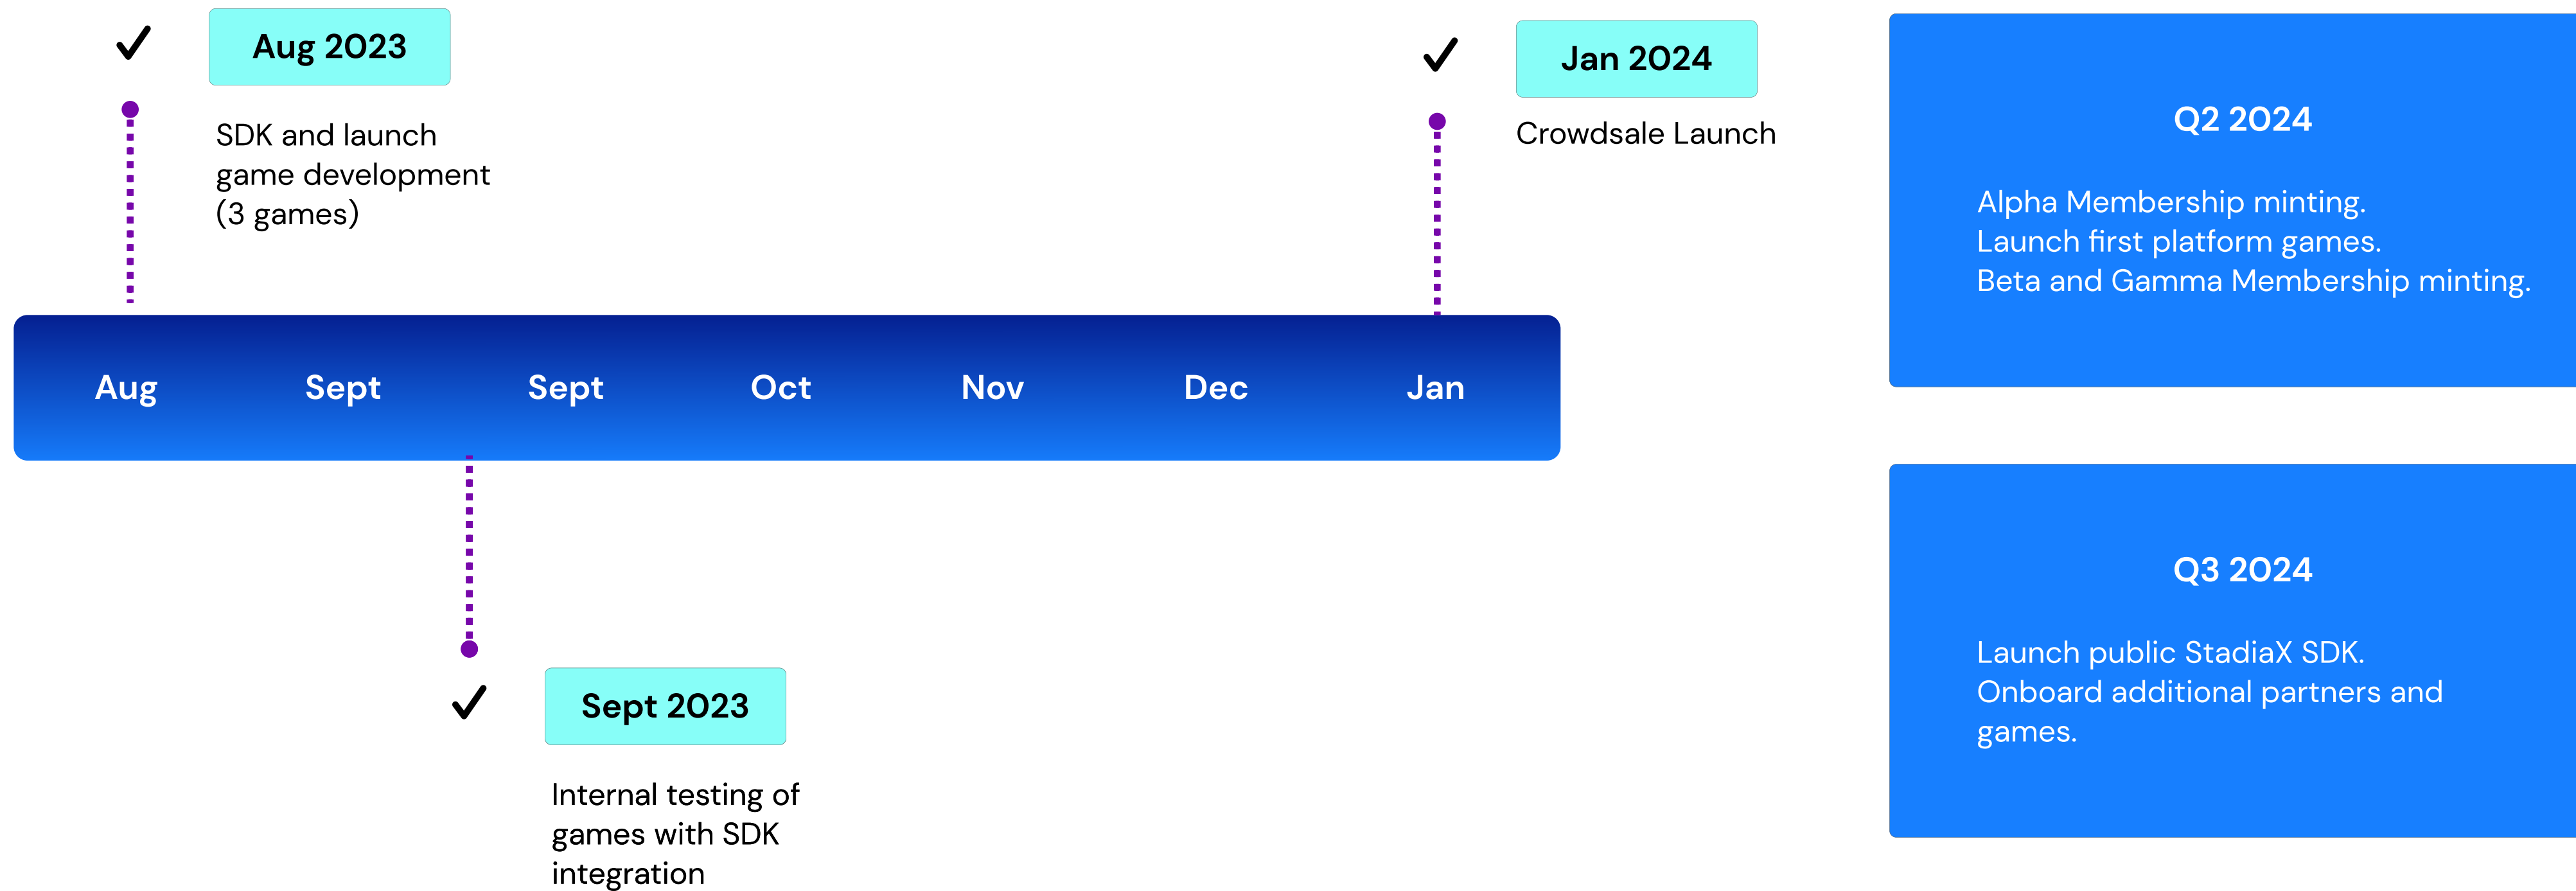 Aug 2023
SDK and launch
game development
(3 games)
Jan 2024
Crowdsale Launch
Aug
Sept
Sept
Oct
Nov
Dec
Jan
Sept 2023
Internal testing of
games with SDK
integration
Q2 2024
Alpha Membership minting.
Launch first platform games.
Beta and Gamma Membership minting.
Q3 2024
Launch public StadiaX SDK.
Onboard additional partners and
games.